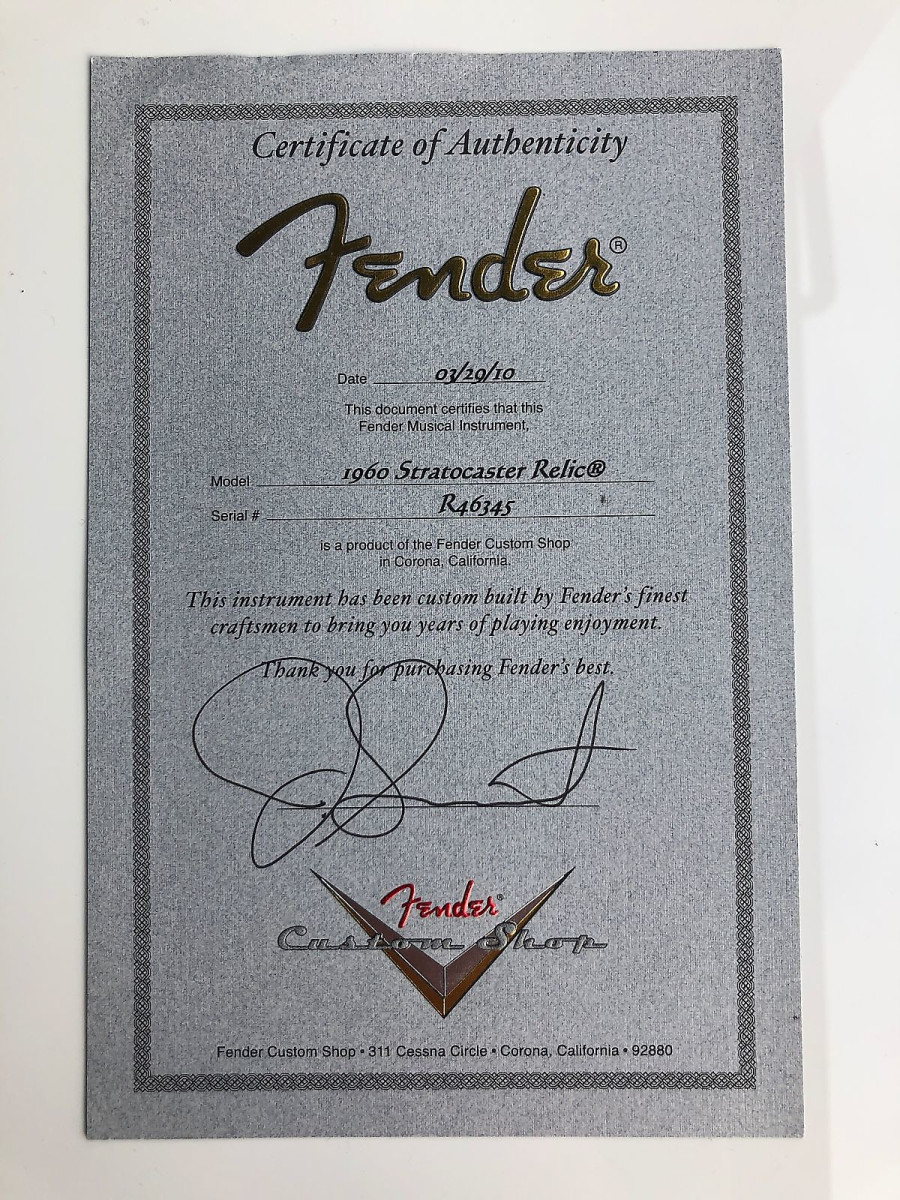 Certificate of Authenticity
Fender®
Date 03/29/10
This document certifies that this
Fender Musical Instrument,
Model 1960 Stratocaster Relic®
Serial # R46345
is a product of the Fender Custom Shop
in Corona, California.
This instrument has been custom built by Fender's finest
craftsmen to bring you years of playing enjoyment.
Thank you for purchasing Fender's best.
Fender®
Custom Shop
Fender Custom Shop • 311 Cessna Circle • Corona, California • 92880